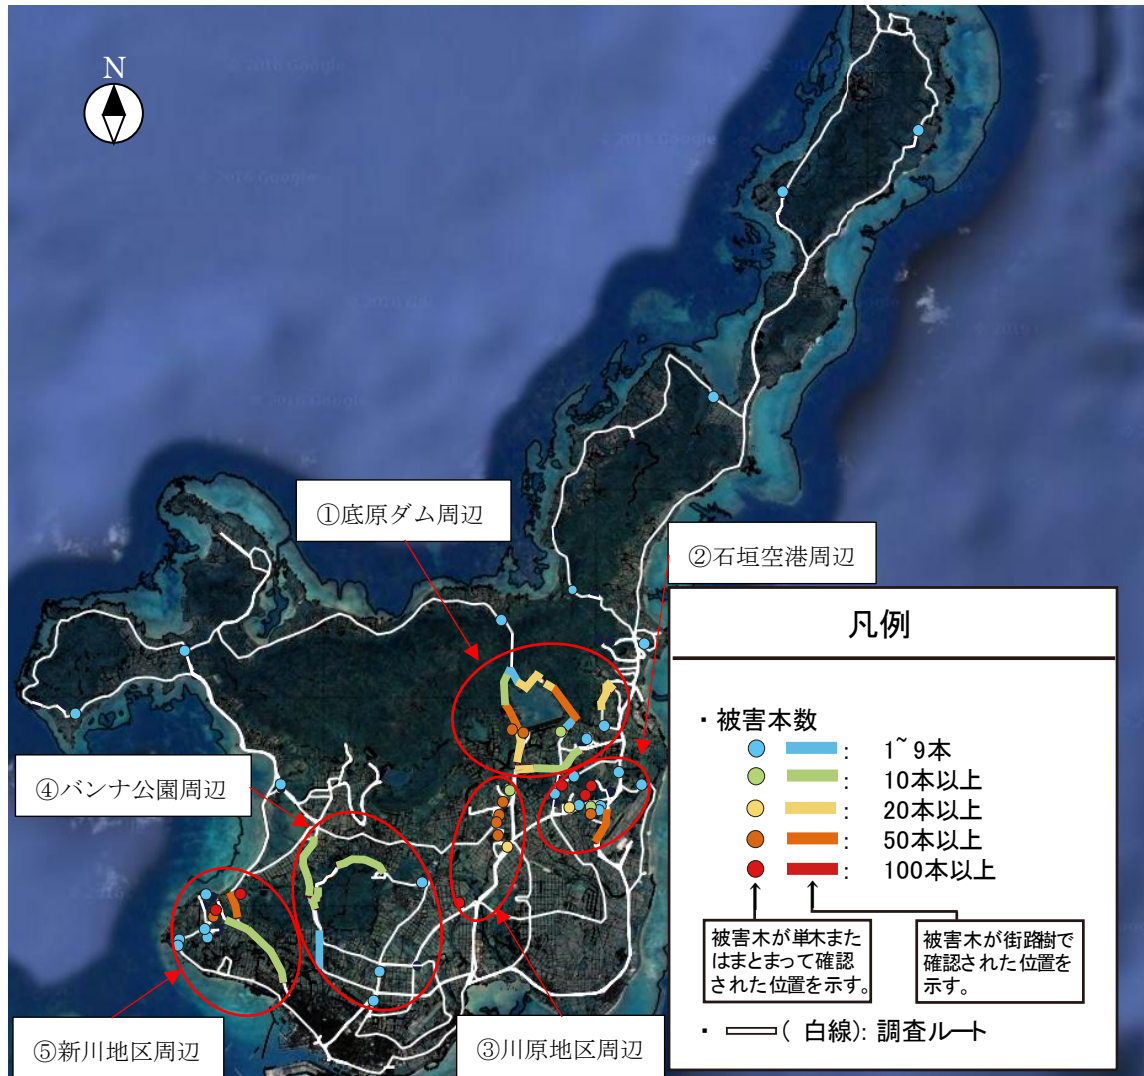 © 2018 Google
N
© 2016 Google
© 2016 Google
①底原ダム周辺
②石垣空港周辺
凡例
・被害本数
: 1~9本
: 10本以上
: 20本以上
: 50本以上
: 100本以上
被害木が単木また
はまとまって確認
された位置を示す。
被害木が街路樹で
確認された位置を
示す。
・ ( 白線): 調査ルート
④バンナ公園周辺
⑤新川地区周辺
③川原地区周辺